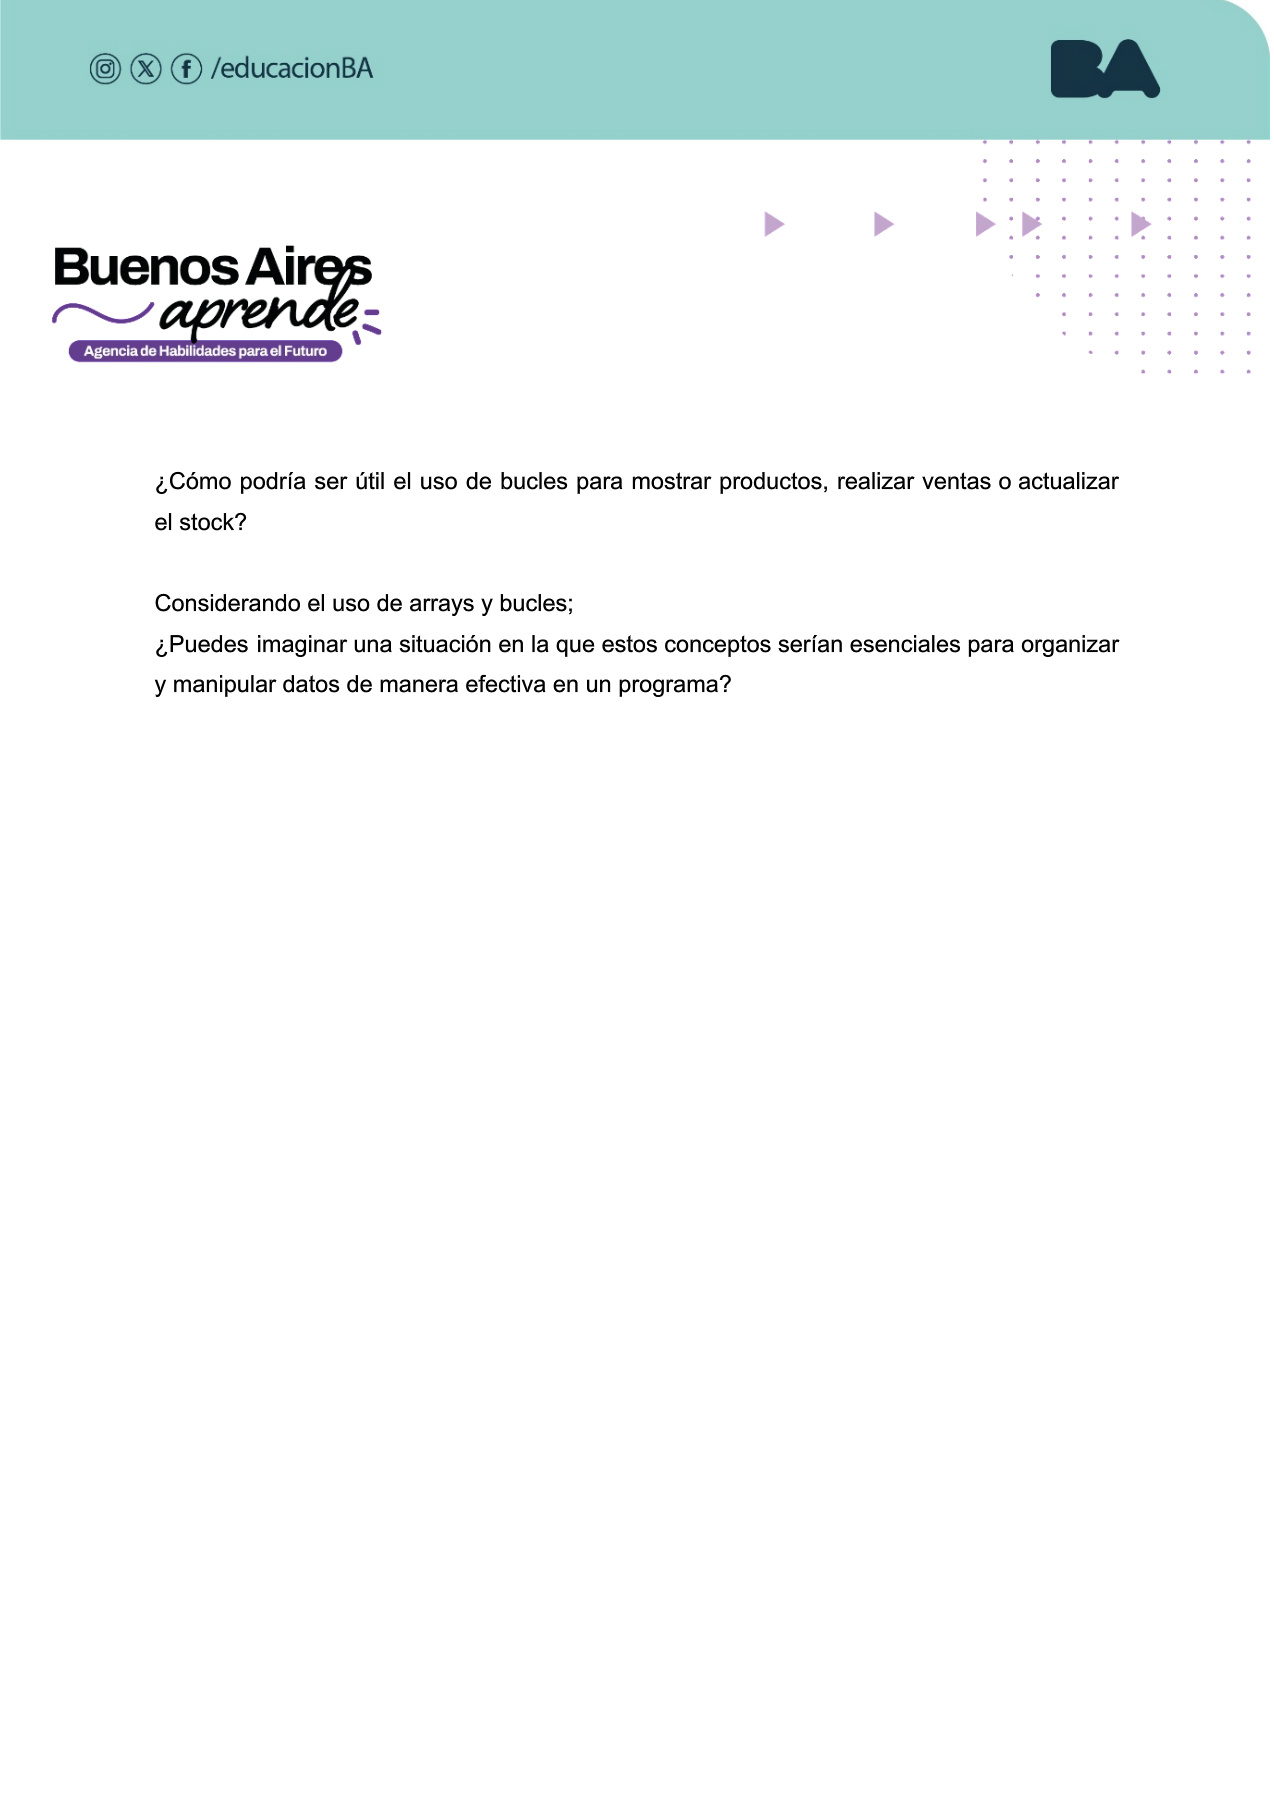 /educacionBA
BA
Buenos Aires
aprende
Agencia de Habilidades para el Futuro
¿Cómo podría ser útil el uso de bucles para mostrar productos, realizar ventas o actualizar
el stock?
Considerando el uso de arrays y bucles;
¿Puedes imaginar una situación en la que estos conceptos serían esenciales para organizar
y manipular datos de manera efectiva en un programa?